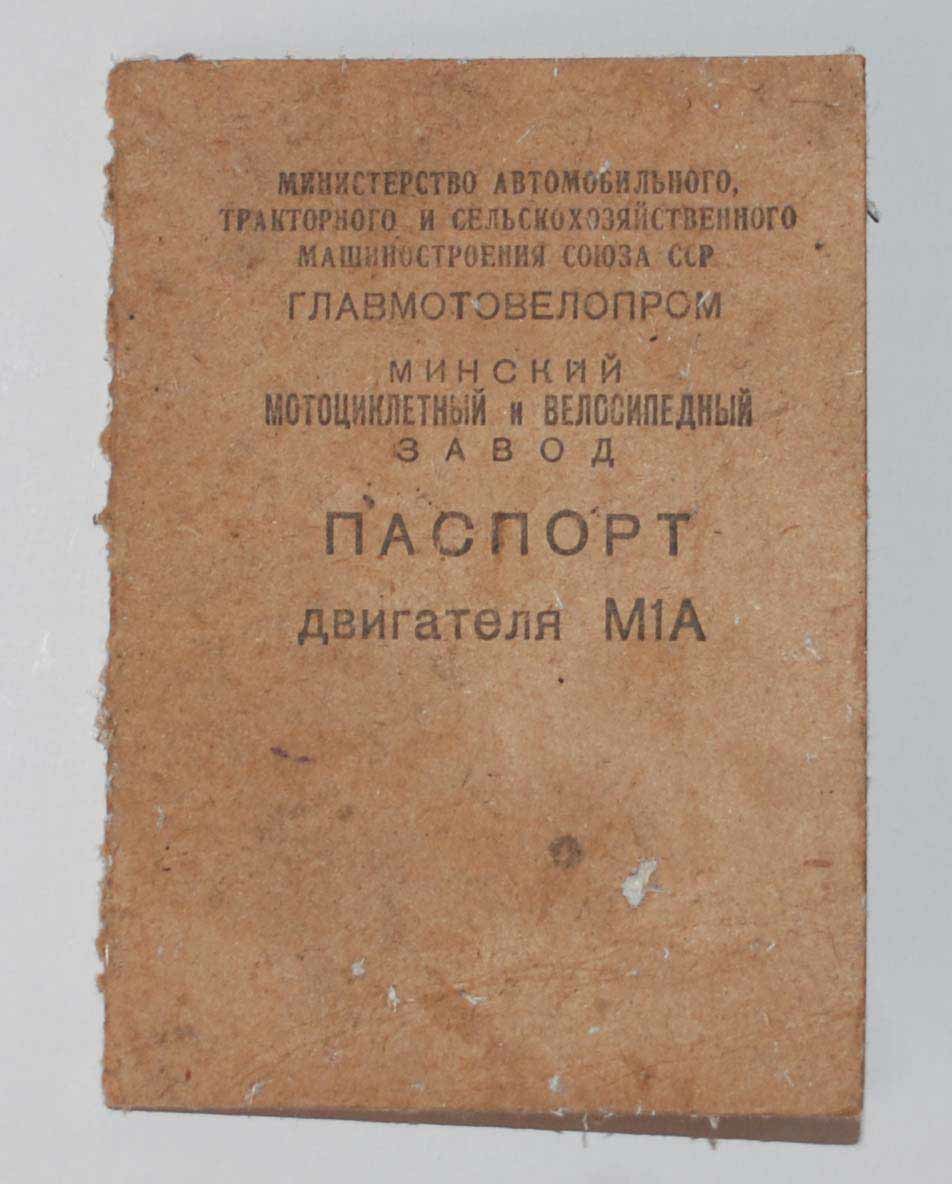 МИНИСТЕРСТВО АВТОМОБИЛЬНОГО,
ТРАКТОРНОГО И СЕЛЬСКОХОЗЯЙСТВЕННОГО
МАШИНОСТРОЕНИЯ СОЮЗА ССР
ГЛАВМОТОВЕЛОПРОМ
МИНСКИЙ
МОТОЦИКЛЕТНЫЙ и ВЕЛОСИПЕДНЫЙ
ЗАВОД
ПАСПОРТ
двигателя М1А